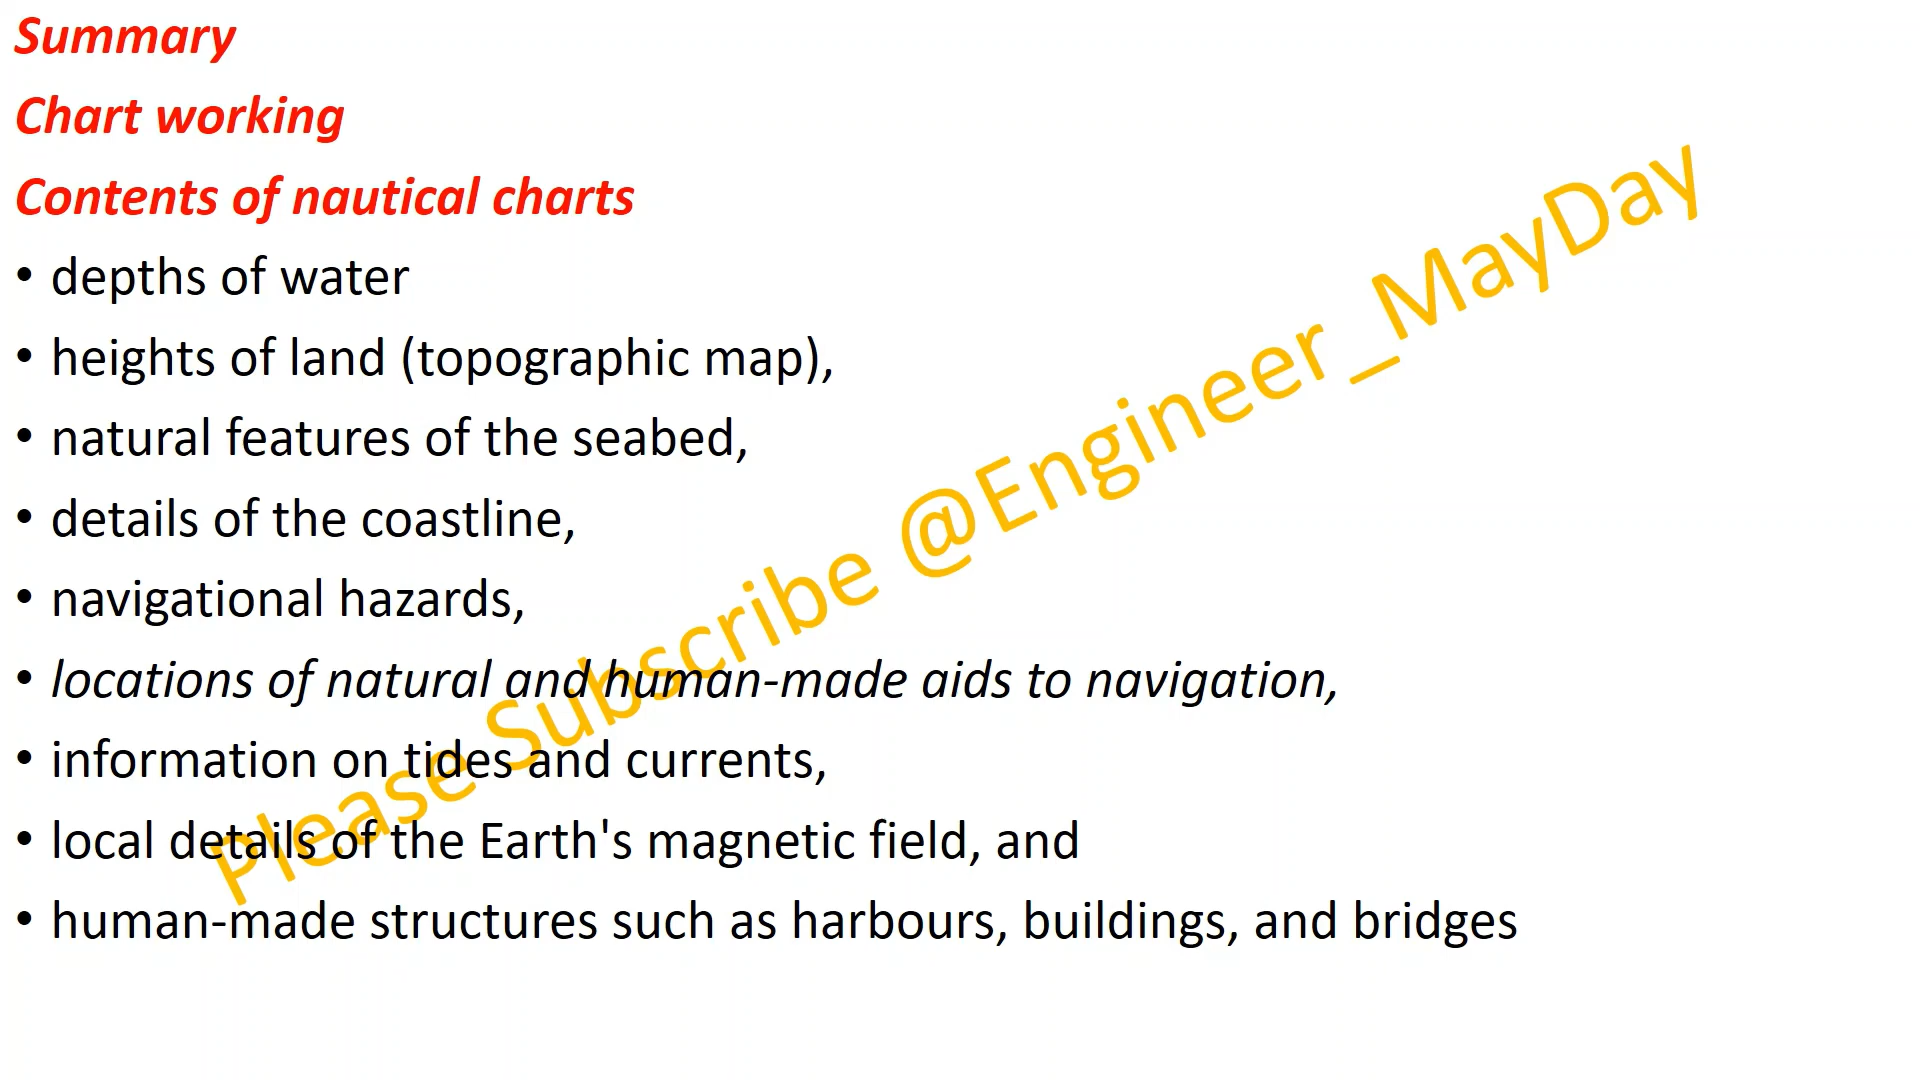 Summary
Chart working
Contents of nautical charts
• depths of water
• heights of land (topographic map),
• natural features of the seabed,
• details of the coastline,
• navigational hazards,
• locations of natural and human-made aids to navigation,
• information on tides and currents,
• local details of the Earth's magnetic field, and
• human-made structures such as harbours, buildings, and bridges
Please Subscribe @Engineer_MayDay